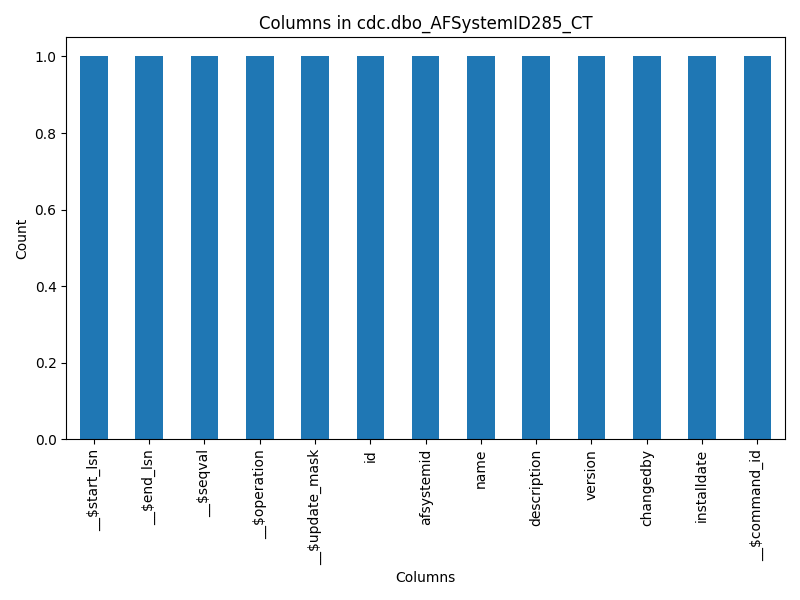 Columns in cdc.dbo_AFSystemID285_CT
Count
1.0
0.8
0.6
0.4
0.2
0.0
__$start_lsn
__$end_lsn
__$seqval
__$operation
__$update_mask
id
afsystemid
name
description
version
changedby
installdate
__$command_id
Columns